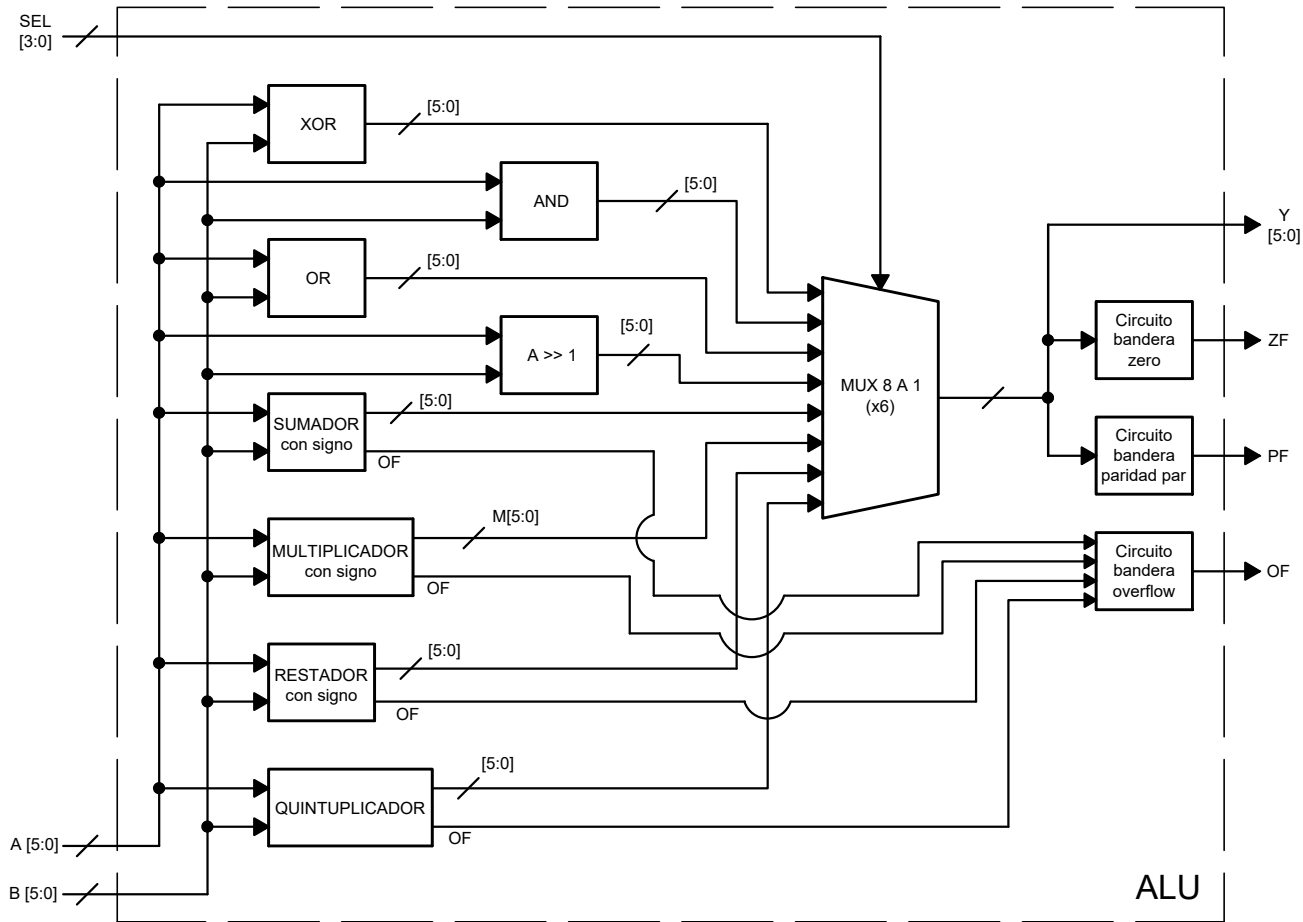 SEL
[3:0]
XOR
[5:0]
AND
[5:0]
OR
[5:0]
A >> 1
[5:0]
SUMADOR
con signo
[5:0]
OF
MULTIPLICADOR
con signo
M[5:0]
OF
RESTADOR
con signo
[5:0]
OF
QUINTUPLICADOR
[5:0]
OF
A [5:0]
B [5:0]
MUX 8 A 1
(x6)
Y
[5:0]
Circuito
bandera
zero
ZF
Circuito
bandera
paridad par
PF
Circuito
bandera
overflow
OF
ALU